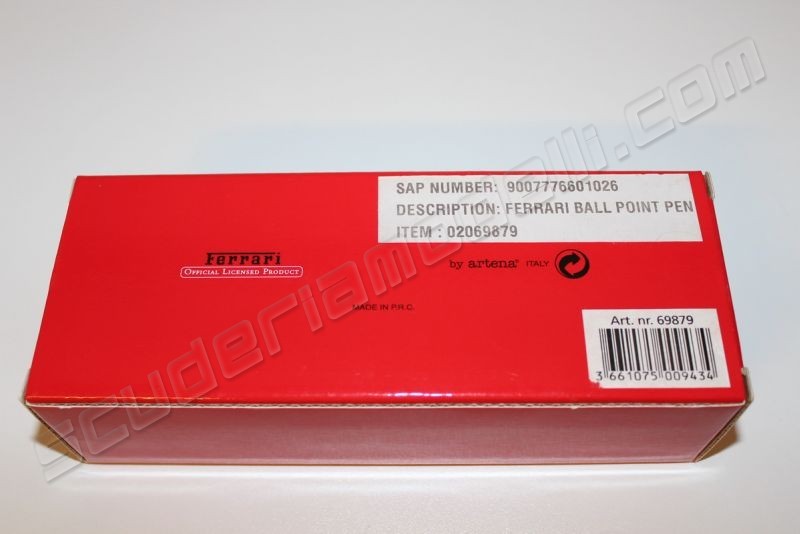 SAP NUMBER: 9007776601026
DESCRIPTION: FERRARI BALL POINT PEN
ITEM : 02069879
Ferrari
OFFICIAL LICENSED PRODUCT
by artena® ITALY
MADE IN P.R.C.
Art. nr. 69879
3 661075 009434
scuderiamodelli.com